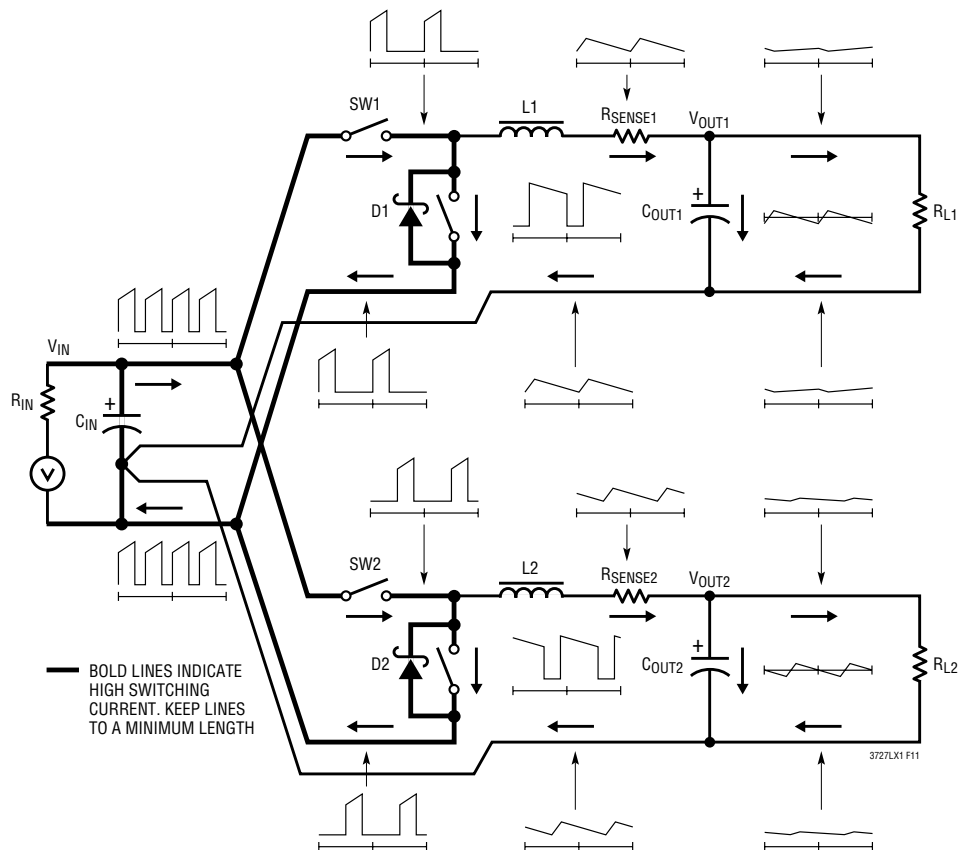 SW1
L1
RSENSE1
VOUT1
D1
+
COUT1
RL1
VIN
RIN
+
CIN
V
SW2
L2
RSENSE2
VOUT2
D2
+
COUT2
RL2
BOLD LINES INDICATE
HIGH SWITCHING
CURRENT. KEEP LINES
TO A MINIMUM LENGTH
3727LX1 F11